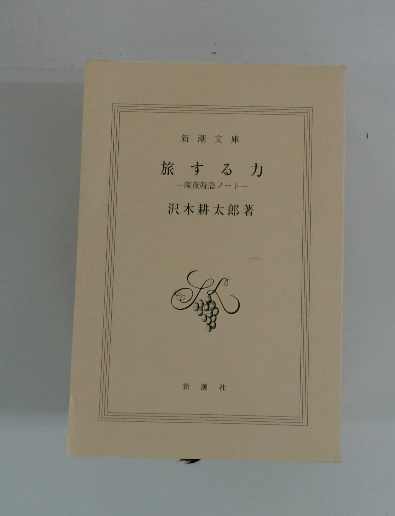 新潮文庫
旅する力
―深夜特急ノート―
沢木耕太郎著
新潮社